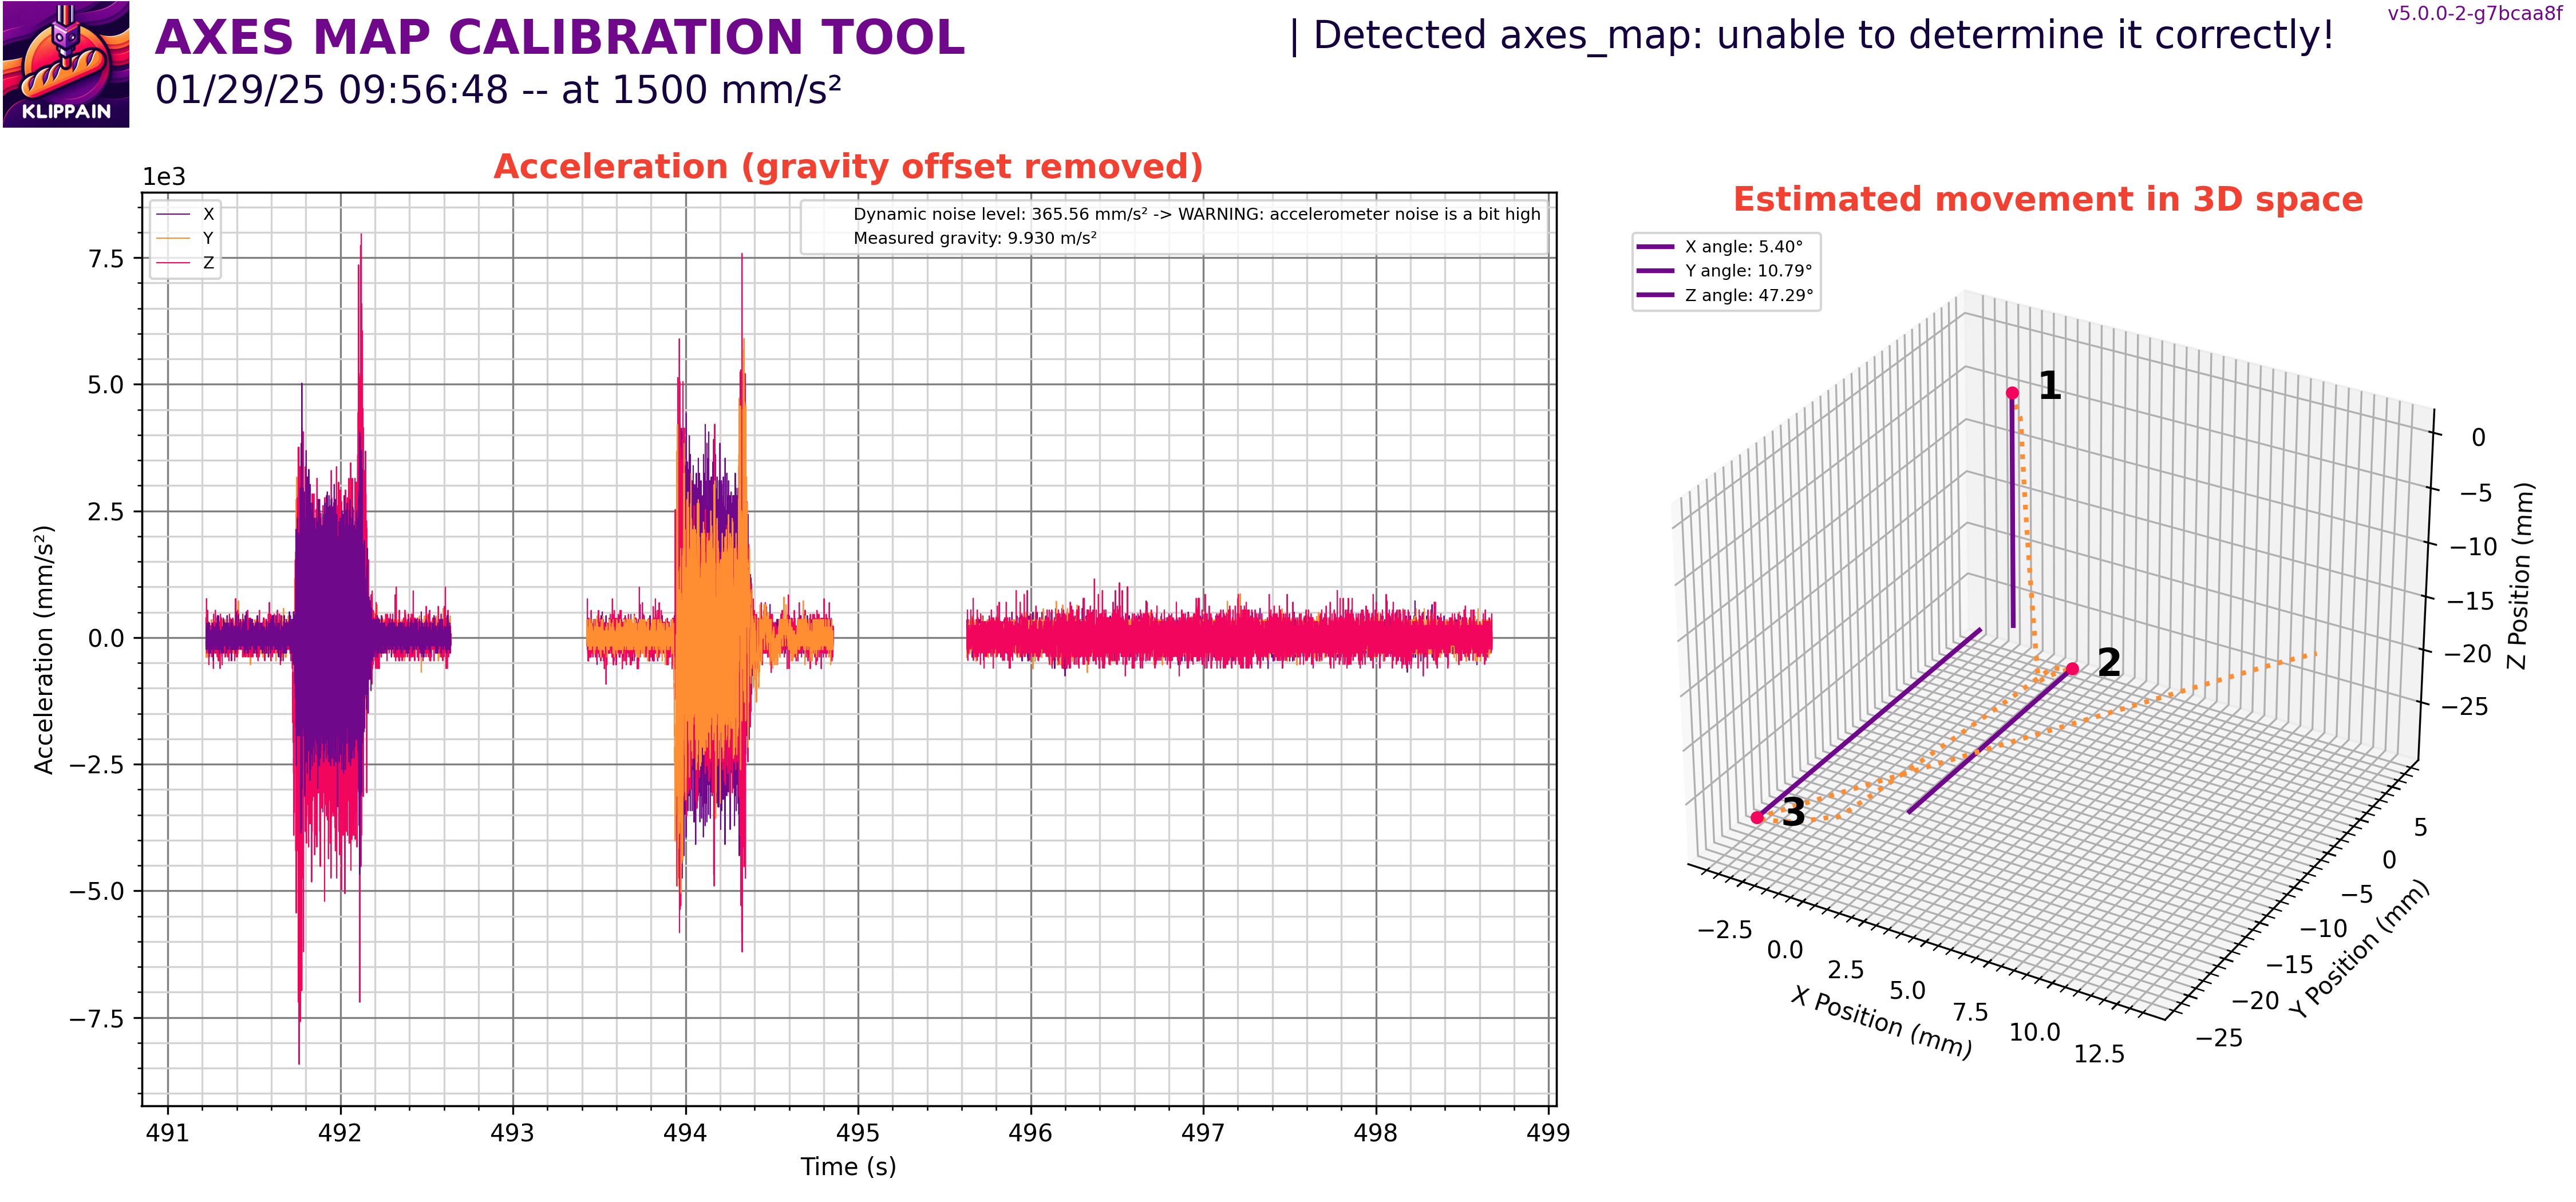 KLIPPAIN
AXES MAP CALIBRATION TOOL
01/29/25 09:56:48 -- at 1500 mm/s²
| Detected axes_map: unable to determine it correctly!
v5.0.0-2-g7bcaa8f
Acceleration (gravity offset removed)
1e3
X
Y
Z
Dynamic noise level: 365.56 mm/s² -> WARNING: accelerometer noise is a bit high
Measured gravity: 9.930 m/s²
7.5
5.0
2.5
0.0
−2.5
−5.0
−7.5
Acceleration (mm/s²)
491 492 493 494 495 496 497 498 499
Time (s)
Estimated movement in 3D space
X angle: 5.40°
Y angle: 10.79°
Z angle: 47.29°
1
2
3
0
−5
−10
−15
−20
−25
Z Position (mm)
5
0
−5
−10
−15
−20
−25
Y Position (mm)
−2.5
0.0
2.5
5.0
7.5
10.0
12.5
X Position (mm)